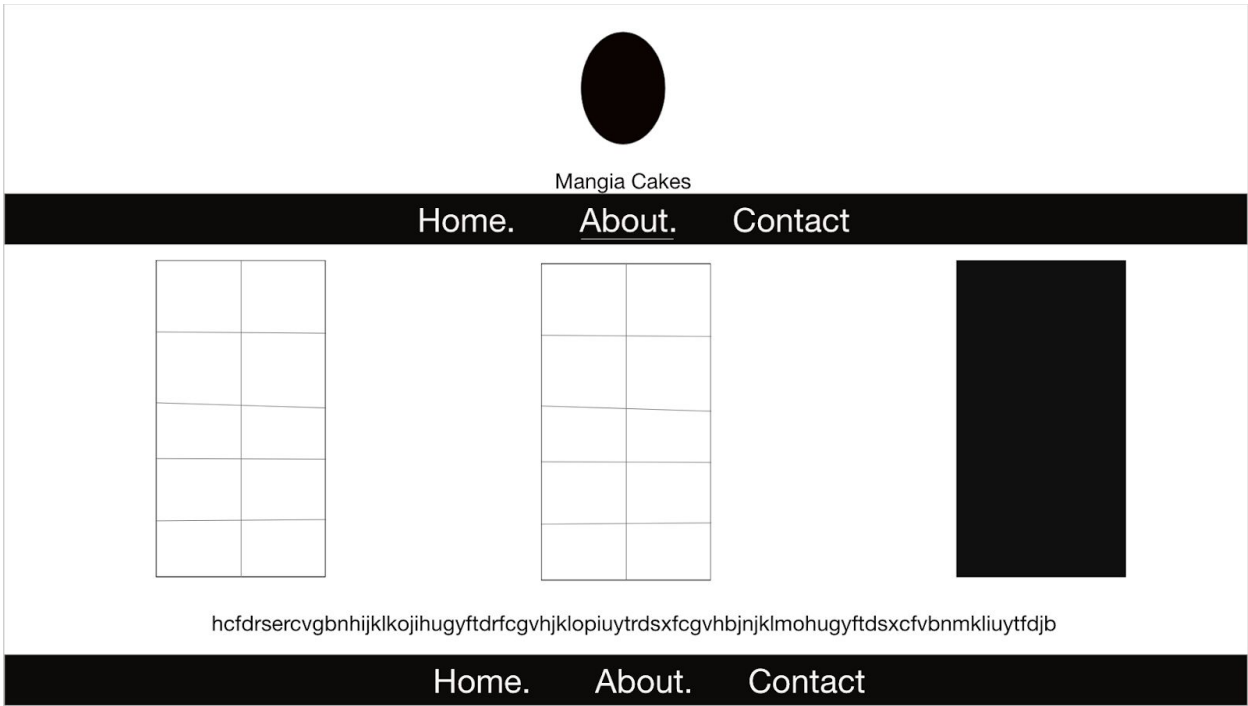 Mangia Cakes
Home. About. Contact
hcfdrsercvgbnhijklkojihugyftdrfcgvhjklopiuytrdsxfcgvhbjnjklmohugyftdsxcfvbnmkliuytfdjb
Home. About. Contact